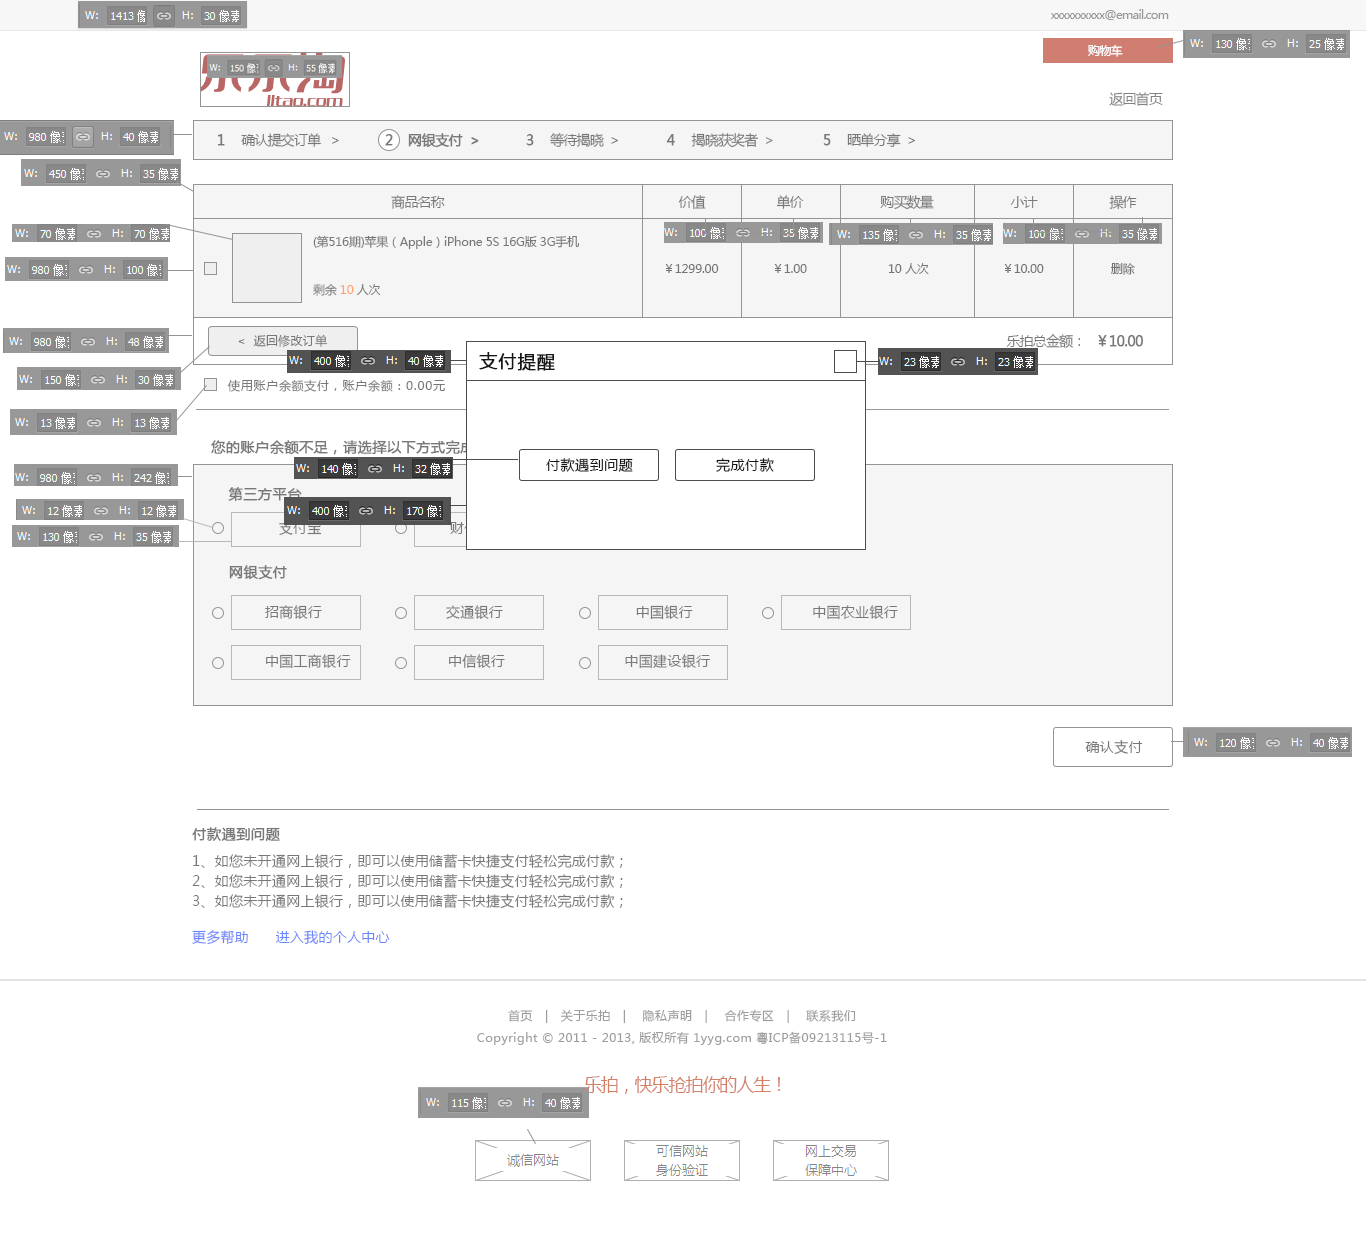 W: 1413 像 H: 30 像素
xxxxxxxxxx@email.com
购物车
W: 130 像 H: 25 像素
W: 150 像 H: 55 像素
乐乐淘
lltao.com
返回首页
W: 980 像 H: 40 像素
1 确认提交订单 > 2 网银支付 > 3 等待揭晓 > 4 揭晓获奖者 > 5 晒单分享 >
W: 450 像 H: 35 像素
商品名称 价值 单价 购买数量 小计 操作
W: 70 像素 H: 70 像素
W: 100 像 H: 35 像素
W: 135 像 H: 35 像素
W: 100 像 H: 35 像素
(第516期)苹果（Apple）iPhone 5S 16G版 3G手机
W: 980 像 H: 100 像
¥1299.00 ¥1.00 10 人次 ¥10.00 删除
剩余 10 人次
W: 980 像 H: 48 像素
< 返回修改订单
乐拍总金额： ¥10.00
W: 400 像 H: 40 像素
支付提醒
W: 23 像素 H: 23 像素
W: 150 像 H: 30 像素
使用账户余额支付，账户余额：0.00元
W: 13 像素 H: 13 像素
您的账户余额不足，请选择以下方式完成
W: 140 像 H: 32 像素
付款遇到问题 完成付款
W: 980 像 H: 242 像
第三方平台
W: 12 像素 H: 12 像素
W: 400 像 H: 170 像
支付宝 财
W: 130 像 H: 35 像素
网银支付
招商银行 交通银行 中国银行 中国农业银行
中国工商银行 中信银行 中国建设银行
确认支付
W: 120 像 H: 40 像素
付款遇到问题
1、如您未开通网上银行，即可以使用储蓄卡快捷支付轻松完成付款；
2、如您未开通网上银行，即可以使用储蓄卡快捷支付轻松完成付款；
3、如您未开通网上银行，即可以使用储蓄卡快捷支付轻松完成付款；
更多帮助 进入我的个人中心
首页 | 关于乐拍 | 隐私声明 | 合作专区 | 联系我们
Copyright © 2011 - 2013, 版权所有 1yyg.com 粤ICP备09213115号-1
乐拍，快乐抢拍你的人生！
W: 115 像 H: 40 像素
诚信网站
可信网站
身份验证
网上交易
保障中心